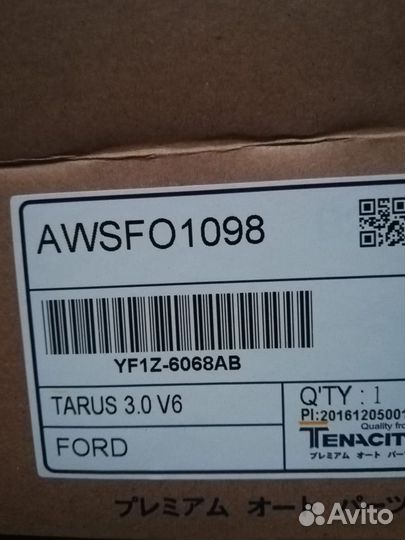 AWSFO1098
YF1Z-6068AB
TARUS 3.0 V6
Q'TY : 1
PI:20161205001
Quality fro
FORD
TENACIT
プレミアム オート パー
プレミアム オート パーツ
Avito